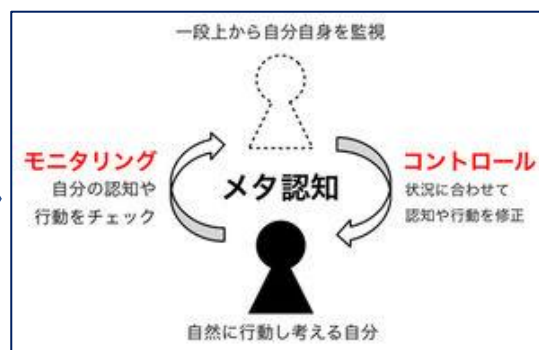 一段上から自分自身を監視
モニタリング
自分の認知や
行動をチェック
メタ認知
コントロール
状況に合わせて
認知や行動を修正
自然に行動し考える自分